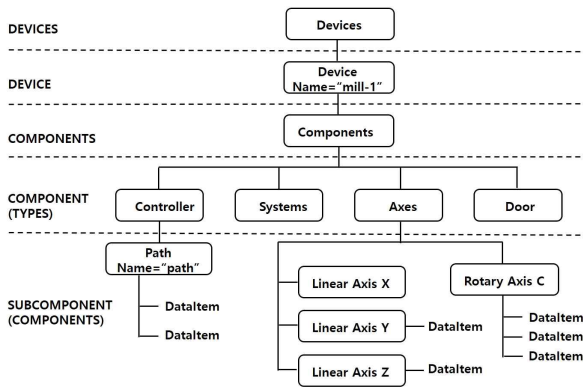 DEVICES
Devices
DEVICE
Device
Name="mill-1"
COMPONENTS
Components
COMPONENT
(TYPES)
Controller
Systems
Axes
Door
SUBCOMPONENT
(COMPONENTS)
Path
Name="path"
DataItem
DataItem
Linear Axis X
Linear Axis Y
DataItem
Linear Axis Z
DataItem
Rotary Axis C
DataItem
DataItem
DataItem